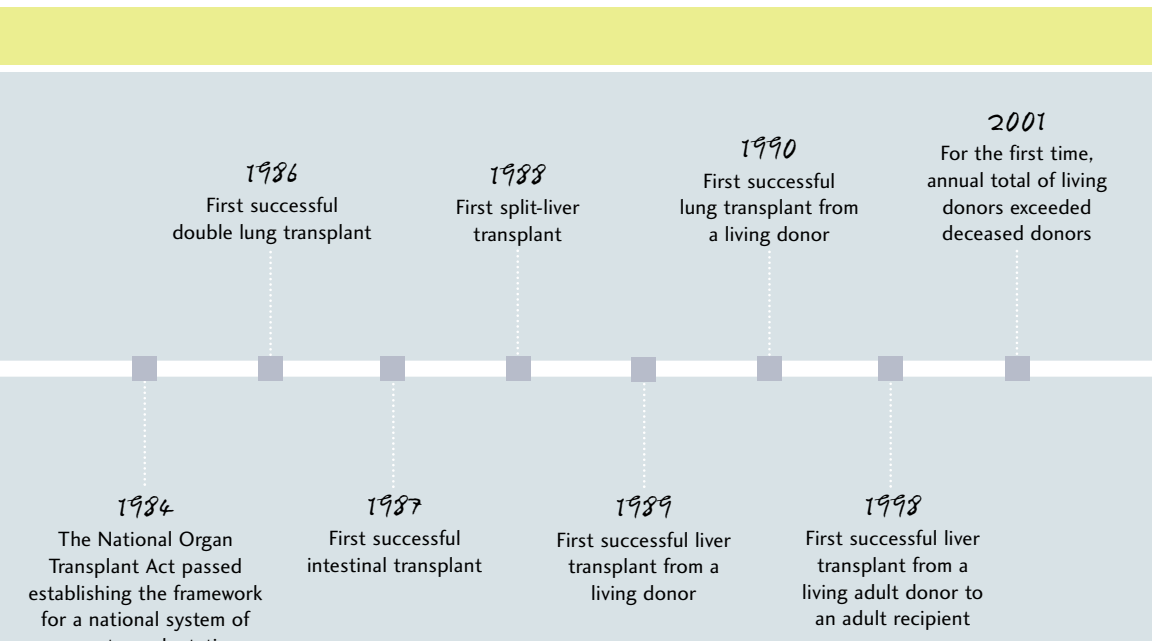 1984
The National Organ
Transplant Act passed
establishing the framework
for a national system of
1986
First successful
double lung transplant
1987
First successful
intestinal transplant
1988
First split-liver
transplant
1989
First successful liver
transplant from a
living donor
1990
First successful
lung transplant from
a living donor
1998
First successful liver
transplant from a
living adult donor to
an adult recipient
2001
For the first time,
annual total of living
donors exceeded
deceased donors